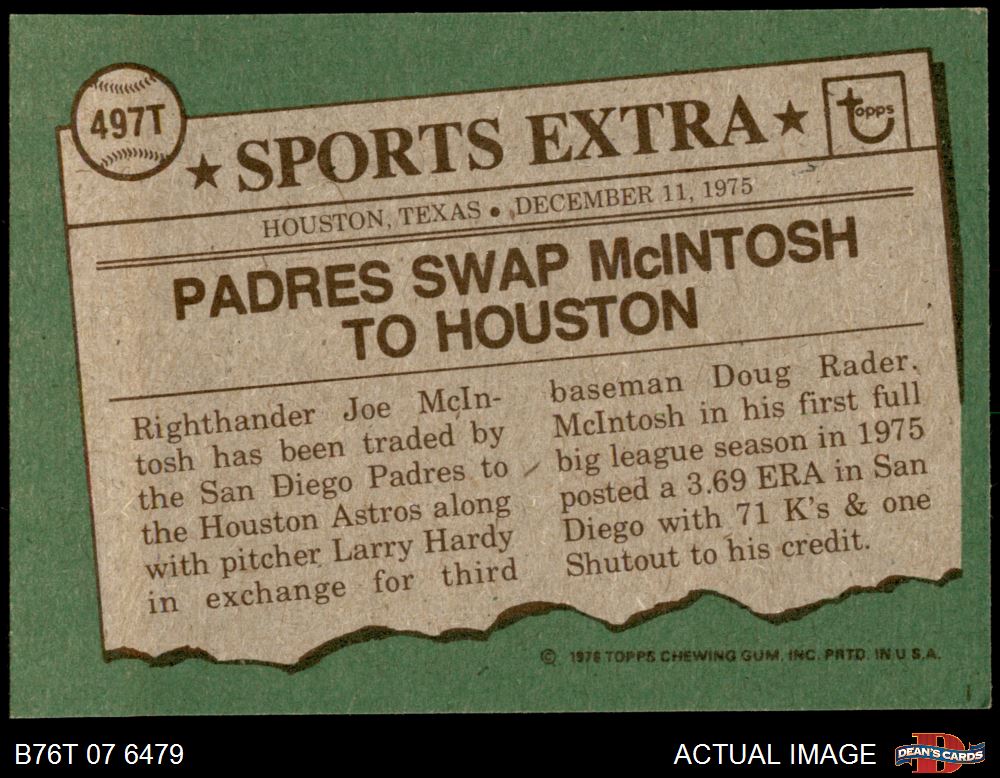 497T
★ SPORTS EXTRA ★
topps
HOUSTON, TEXAS • DECEMBER 11, 1975
PADRES SWAP McINTOSH
TO HOUSTON
Righthander Joe McIn-
tosh has been traded by
the San Diego Padres to
the Houston Astros along
with pitcher Larry Hardy
in exchange for third
baseman Doug Rader.
McIntosh in his first full
big league season in 1975
posted a 3.69 ERA in San
Diego with 71 K's & one
Shutout to his credit.
© 1976 TOPPS CHEWING GUM, INC. PRTD. IN U.S.A.
B76T 07 6479
ACTUAL IMAGE
DEAN'S CARDS